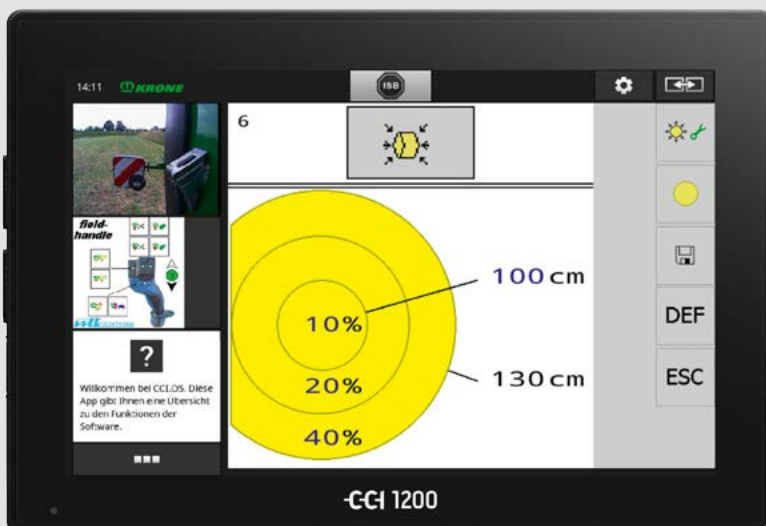 14:11 KRONE
ISB
6
field-
handle
?
Willkommen bei CCI.OS. Diese
App gibt Ihnen eine Übersicht
zu den Funktionen der
Software.
100 cm
10%
20%
130 cm
40%
DEF
ESC
CCI 1200